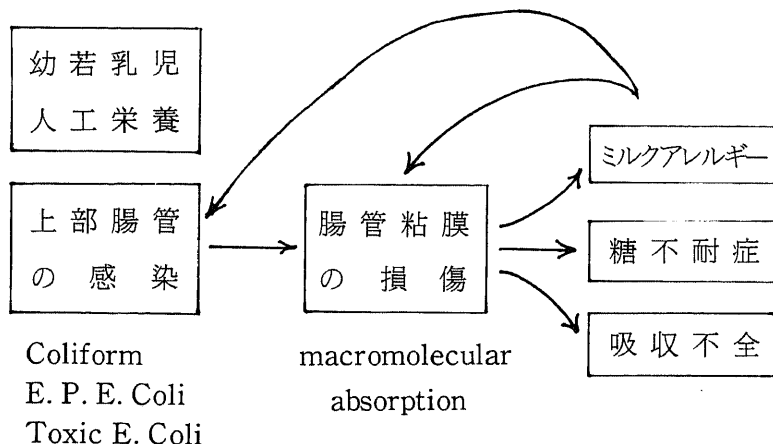 幼若乳児
人工栄養
上部腸管
の感染
Coliform
E. P. E. Coli
Toxic E. Coli
腸管粘膜
の損傷
macromolecular
absorption
ミルクアレルギー
糖不耐症
吸収不全